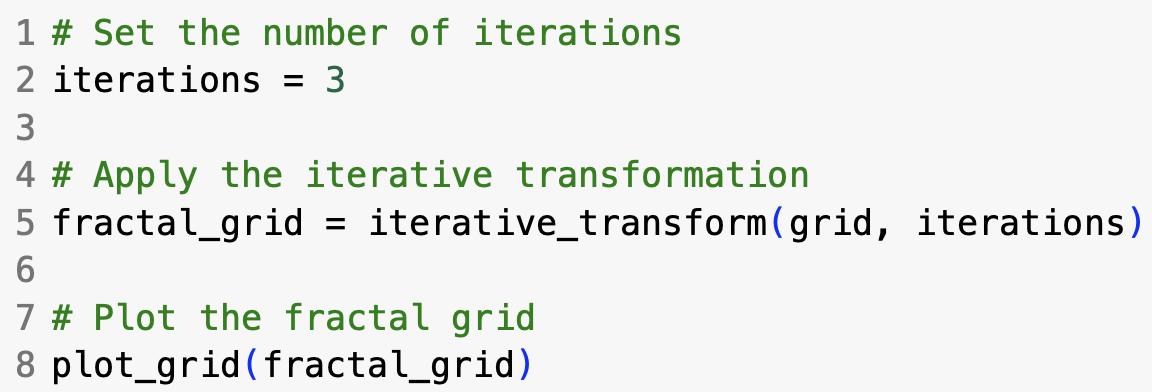 1 # Set the number of iterations
2 iterations = 3
3
4 # Apply the iterative transformation
5 fractal_grid = iterative_transform(grid, iterations)
6
7 # Plot the fractal grid
8 plot_grid(fractal_grid)